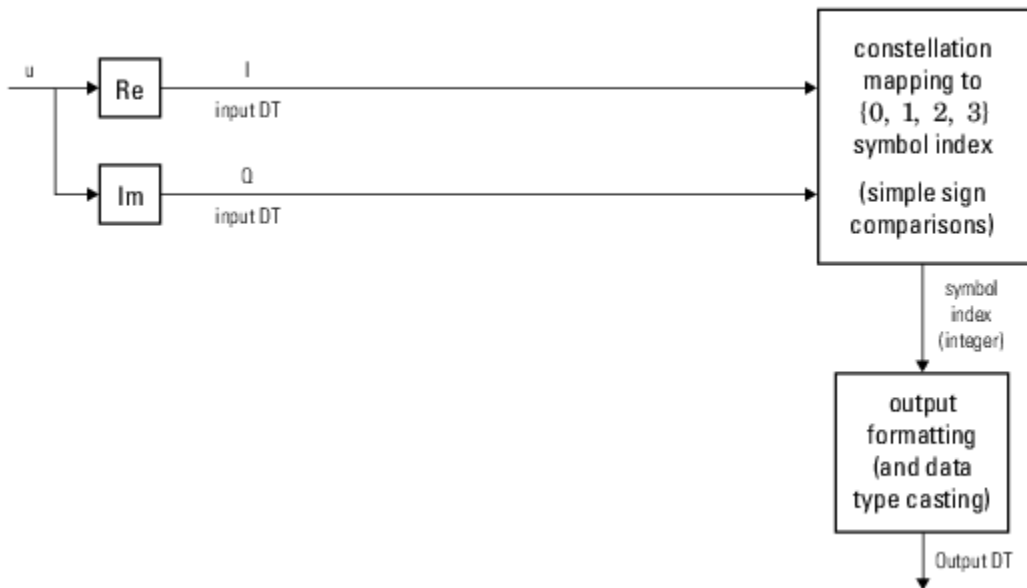 u
Re
I
input DT
Im
Q
input DT
constellation
mapping to
{0, 1, 2, 3}
symbol index
(simple sign
comparisons)
symbol
index
(integer)
output
formatting
(and data
type casting)
Output DT